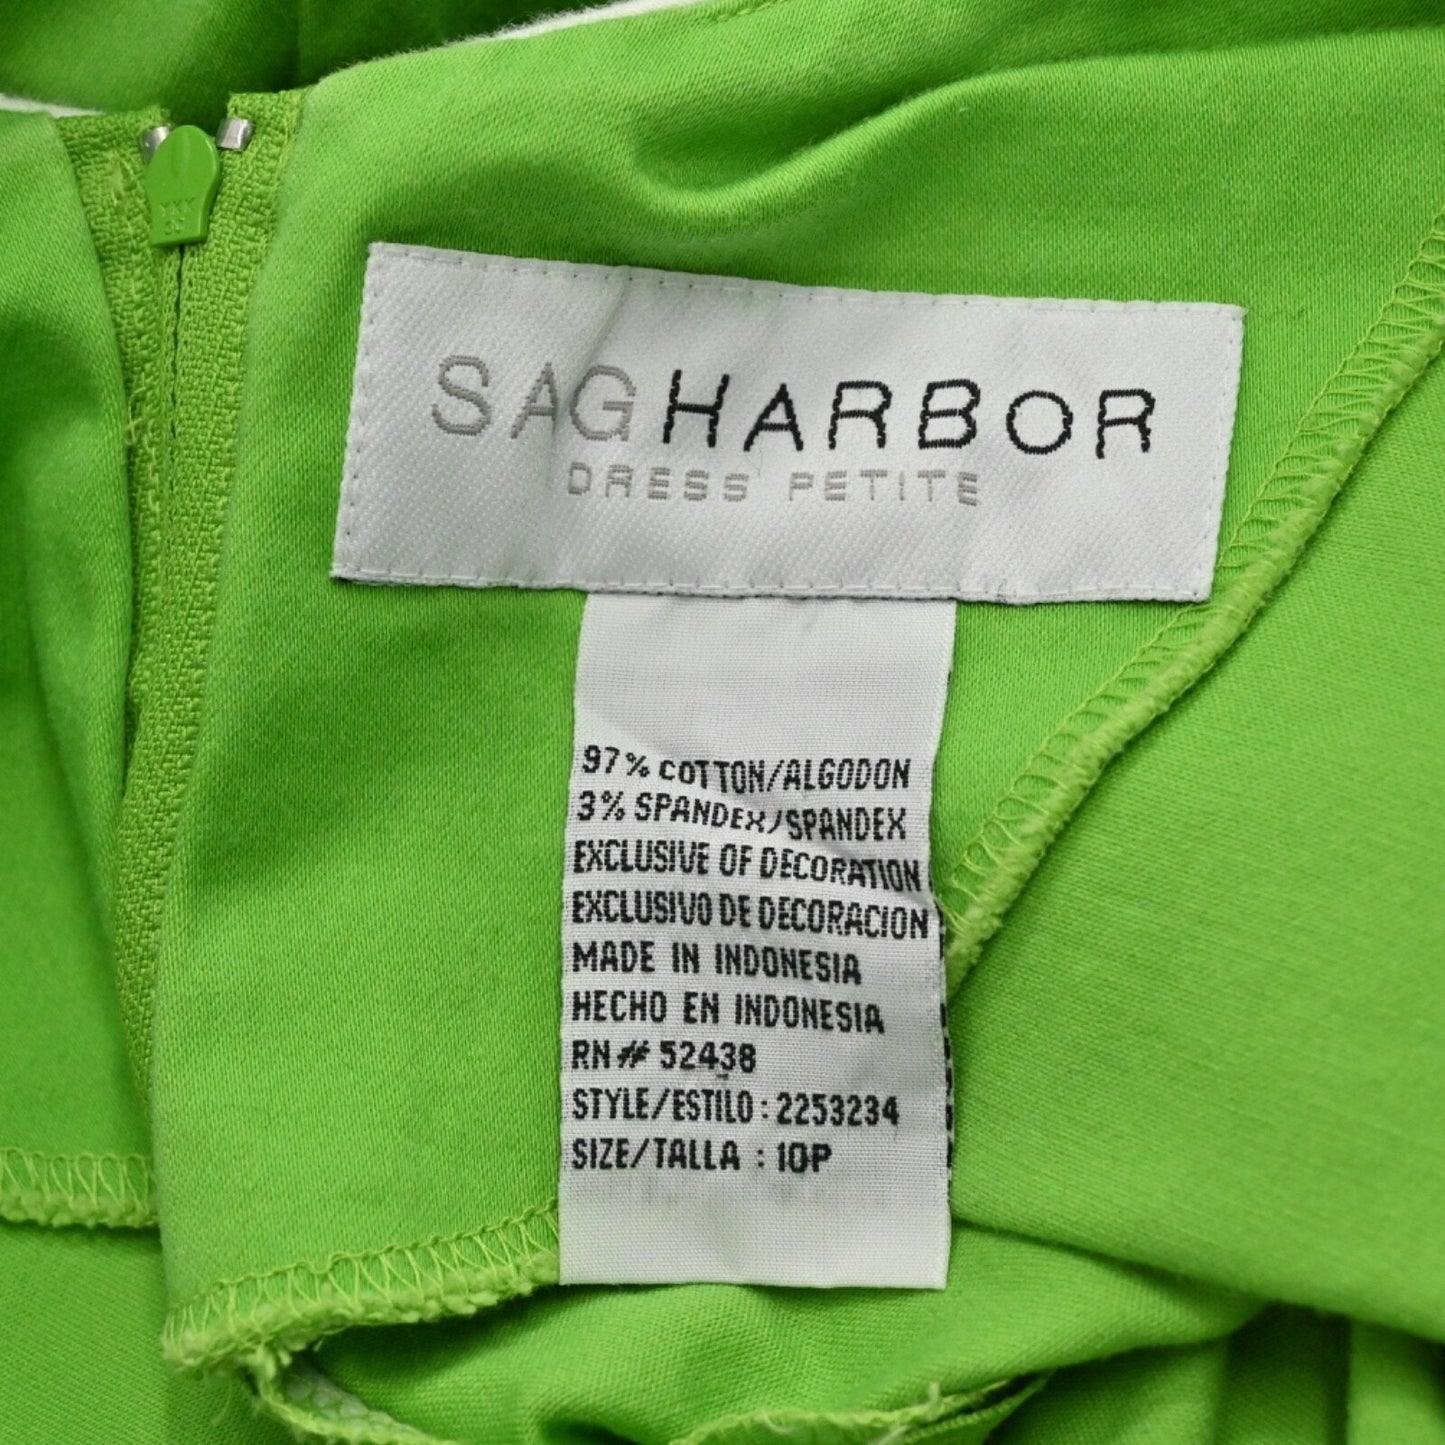 SAGHARBOR
DRESS PETITE
97% COTTON/ALGODON
3% SPANDEX/SPANDEX
EXCLUSIVE OF DECORATION
EXCLUSIVO DE DECORACION
MADE IN INDONESIA
HECHO EN INDONESIA
RN# 52438
STYLE/ESTILO : 2253234
SIZE/TALLA : 10P